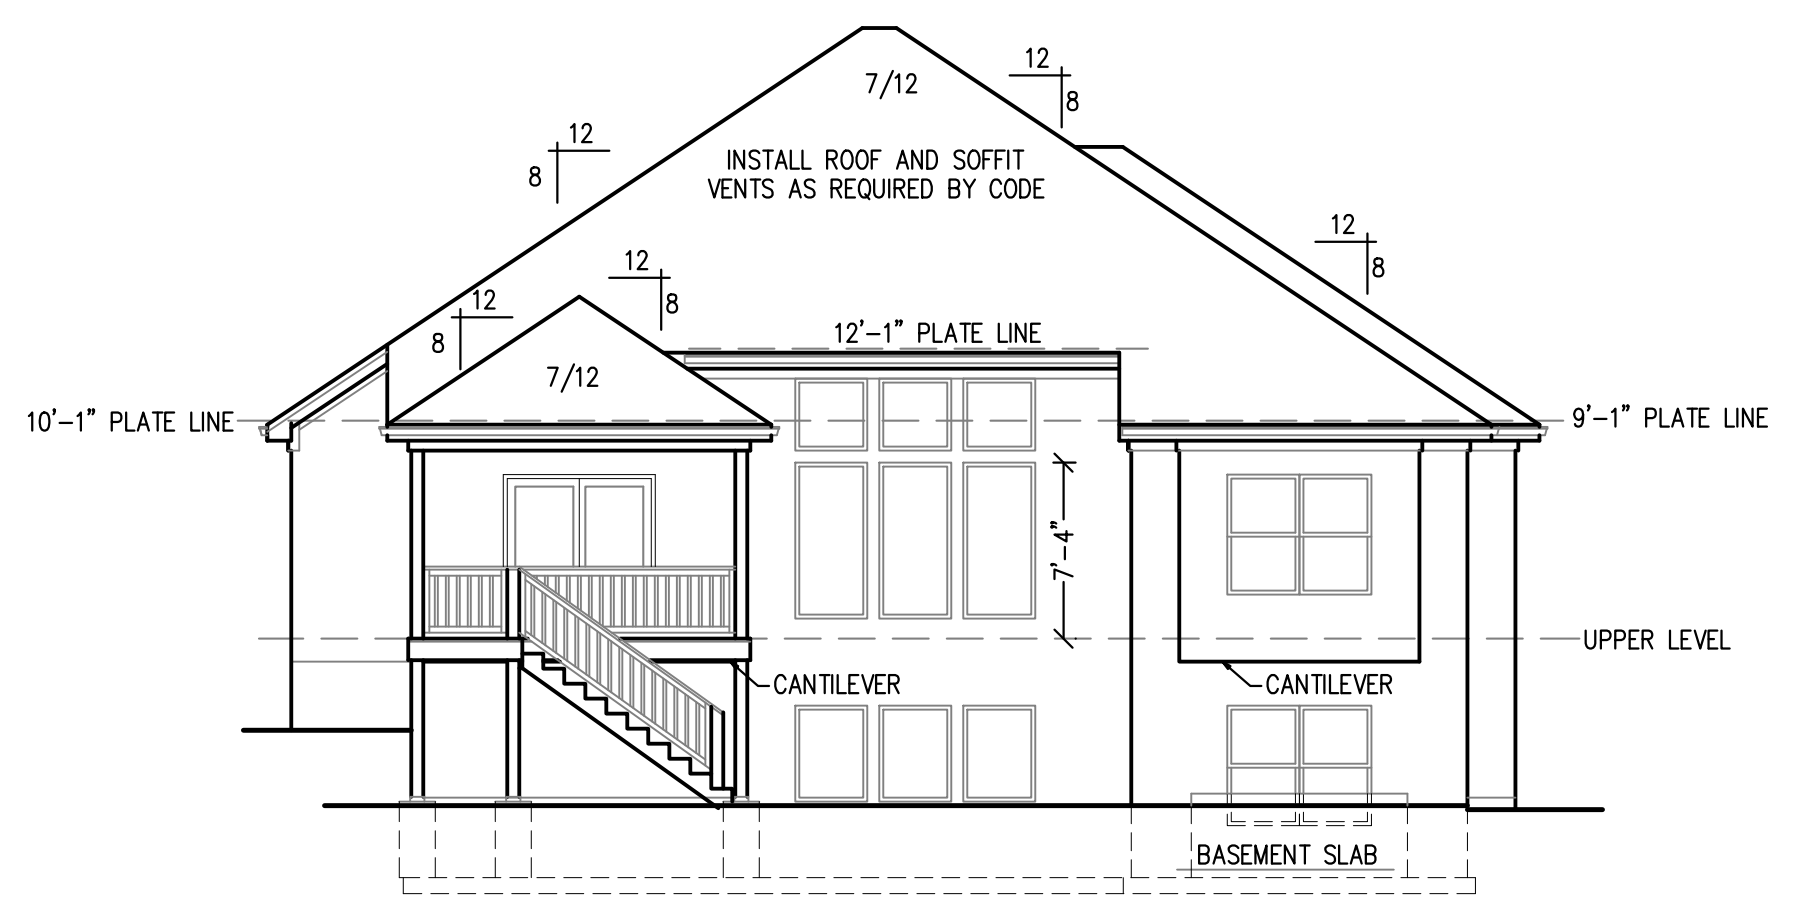 12
8
7/12
12
8
INSTALL ROOF AND SOFFIT
VENTS AS REQUIRED BY CODE
12
8
12
8
12
8
12'-1" PLATE LINE
7/12
10'-1" PLATE LINE
9'-1" PLATE LINE
7'-4"
UPPER LEVEL
CANTILEVER
CANTILEVER
BASEMENT SLAB